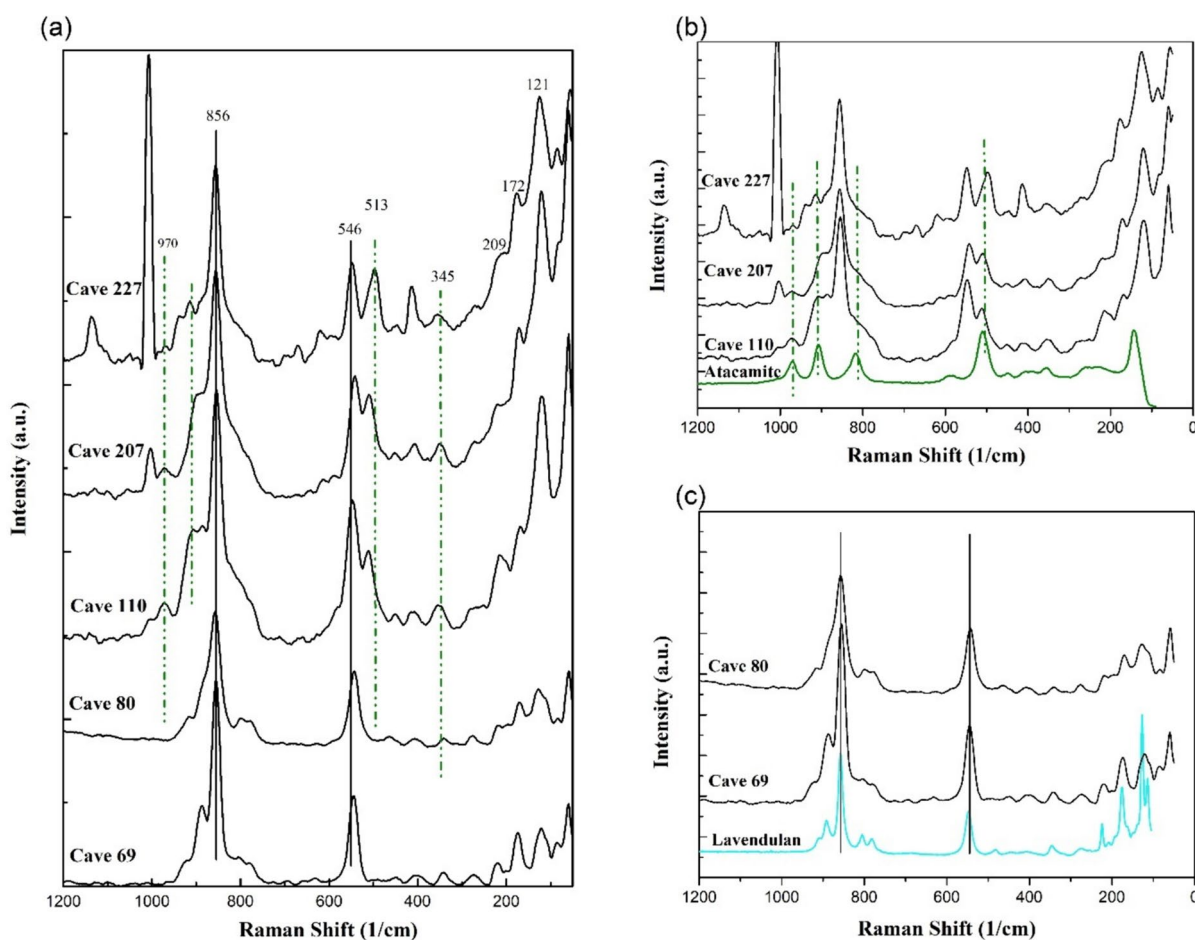 (a)
121
856
172
546
513
970
209
345
Cave 227
Cave 207
Cave 110
Cave 80
Cave 69
Intensity (a.u.)
1200 1000 800 600 400 200
Raman Shift (1/cm)
(b)
Cave 227
Cave 207
Cave 110
Atacamite
Intensity (a.u.)
1200 1000 800 600 400 200 0
Raman Shift (1/cm)
(c)
Cave 80
Cave 69
Lavendulan
Intensity (a.u.)
1200 1000 800 600 400 200 0
Raman Shift (1/cm)